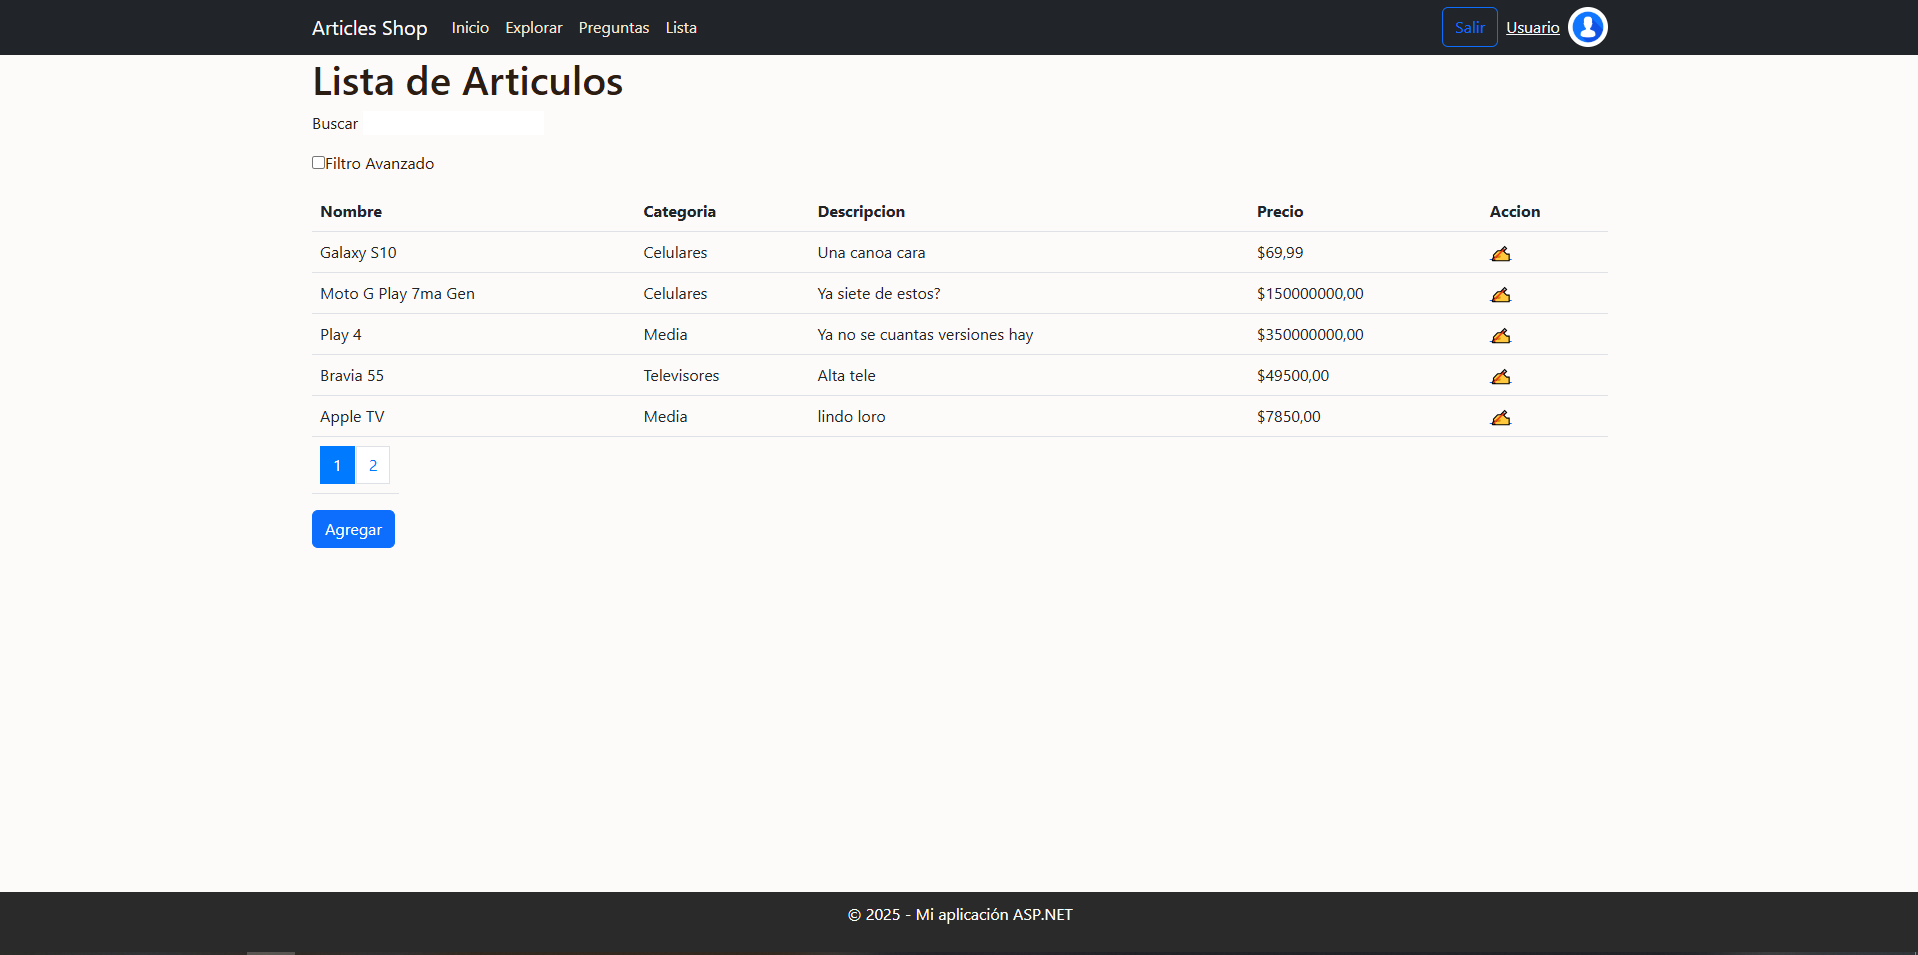 Articles Shop Inicio Explorar Preguntas Lista Salir Usuario
Lista de Articulos
Buscar
Filtro Avanzado
Nombre Categoria Descripcion Precio Accion
Galaxy S10 Celulares Una canoa cara $69,99
Moto G Play 7ma Gen Celulares Ya siete de estos? $150000000,00
Play 4 Media Ya no se cuantas versiones hay $350000000,00
Bravia 55 Televisores Alta tele $49500,00
Apple TV Media lindo loro $7850,00
1 2
Agregar
© 2025 - Mi aplicación ASP.NET